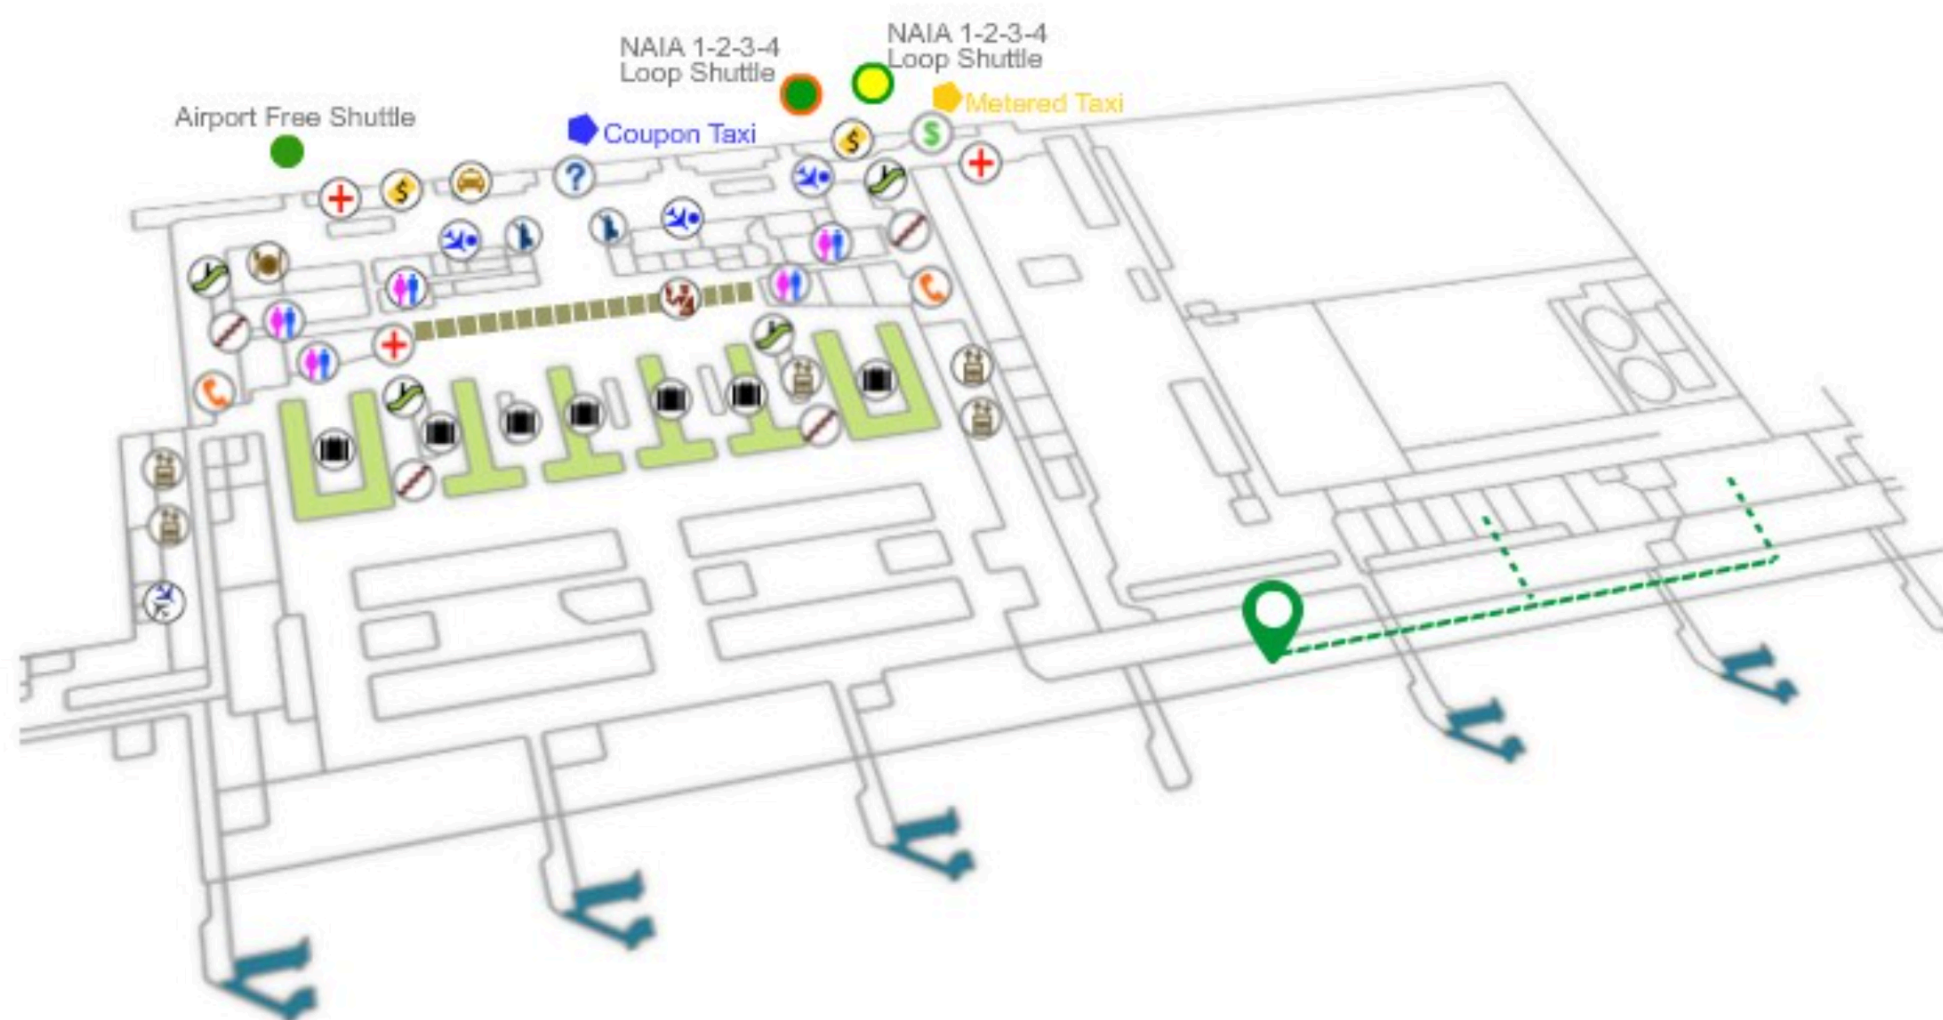 NAIA 1-2-3-4
Loop Shuttle
NAIA 1-2-3-4
Loop Shuttle
Metered Taxi
Airport Free Shuttle
Coupon Taxi
$
$
$
?